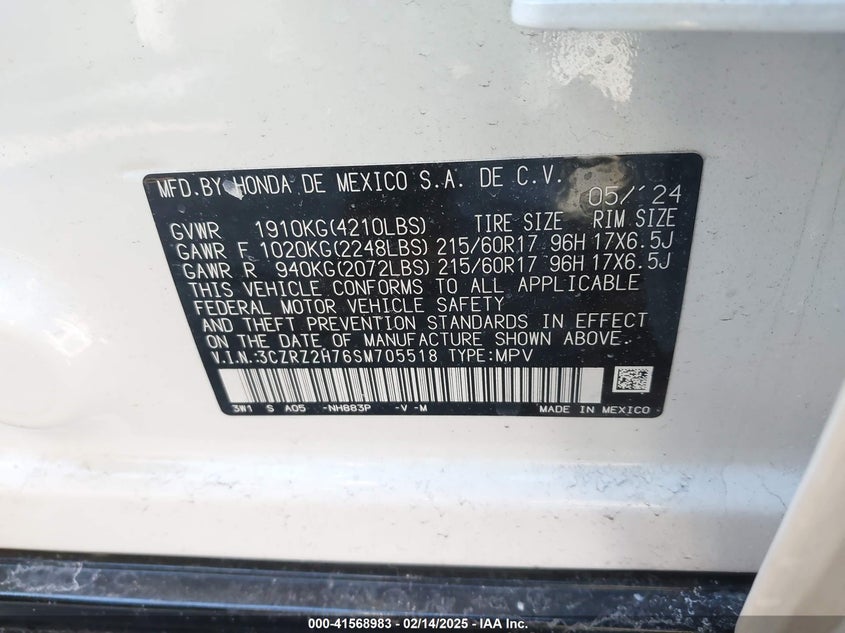 MFD.BY HONDA DE MEXICO S.A. DE C.V.
05/'24
GVWR 1910KG(4210LBS) TIRE SIZE RIM SIZE
GAWR F 1020KG(2248LBS) 215/60R17 96H 17X6.5J
GAWR R 940KG(2072LBS) 215/60R17 96H 17X6.5J
THIS VEHICLE CONFORMS TO ALL APPLICABLE
FEDERAL MOTOR VEHICLE SAFETY
AND THEFT PREVENTION STANDARDS IN EFFECT
ON THE DATE OF MANUFACTURE SHOWN ABOVE.
V.I.N:3CZRZ2H76SM705518 TYPE:MPV
3W1 S A05 -NH883P -V -M MADE IN MEXICO
000-41568983 - 02/14/2025 - IAA Inc.